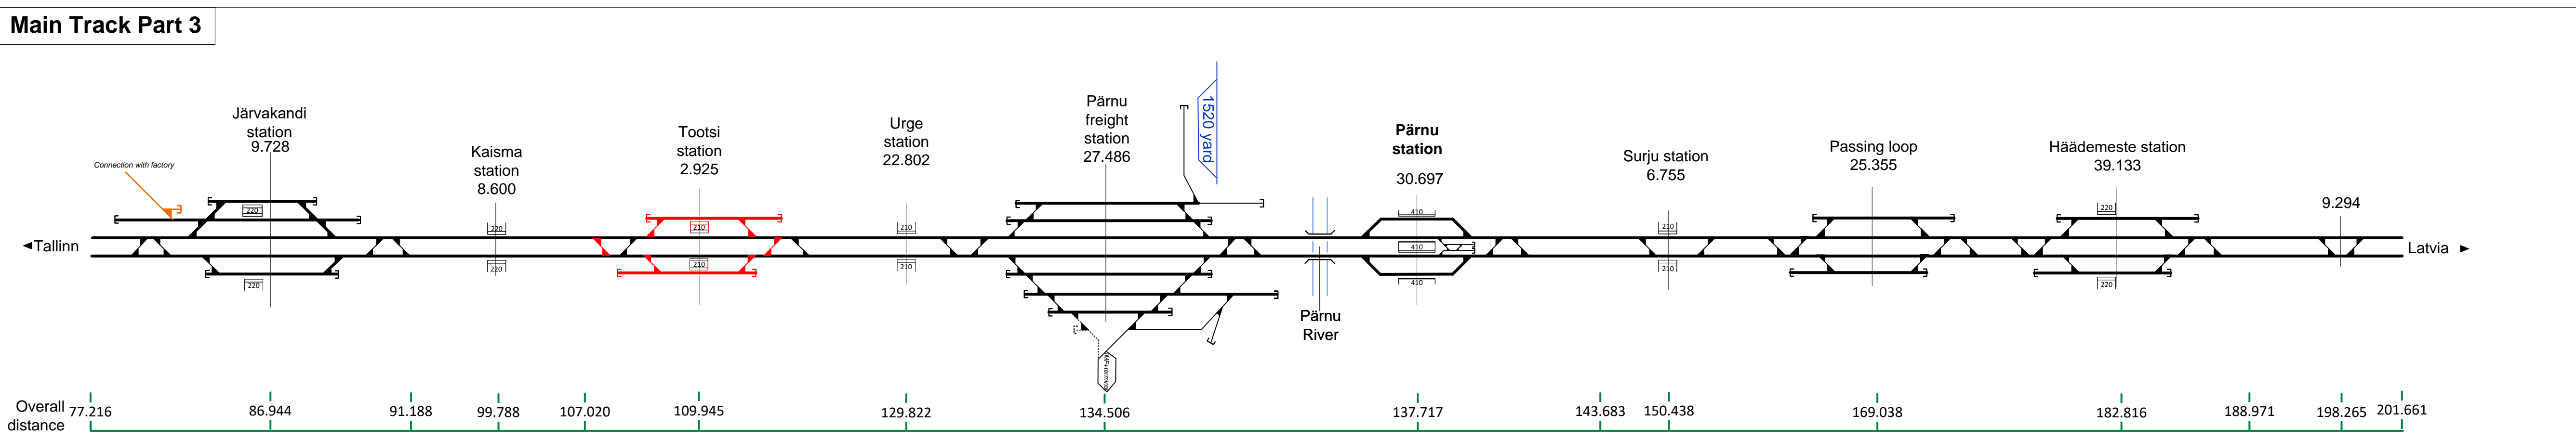 Main Track Part 3
Järvakandi
station
9.728
Connection with factory
Kaisma
station
8.600
Tootsi
station
2.925
Urge
station
22.802
Pärnu
freight
station
27.486
1520 yard
Pärnu
station
30.697
Surju station
6.755
Passing loop
25.355
Häädemeste station
39.133
9.294
220
220
220
220
210
210
210
210
410
410
410
210
210
220
220
Tallinn
Latvia
Pärnu
River
Overall
distance
77.216
86.944
91.188
99.788
107.020
109.945
129.822
134.506
137.717
143.683
150.438
169.038
182.816
188.971
198.265
201.661